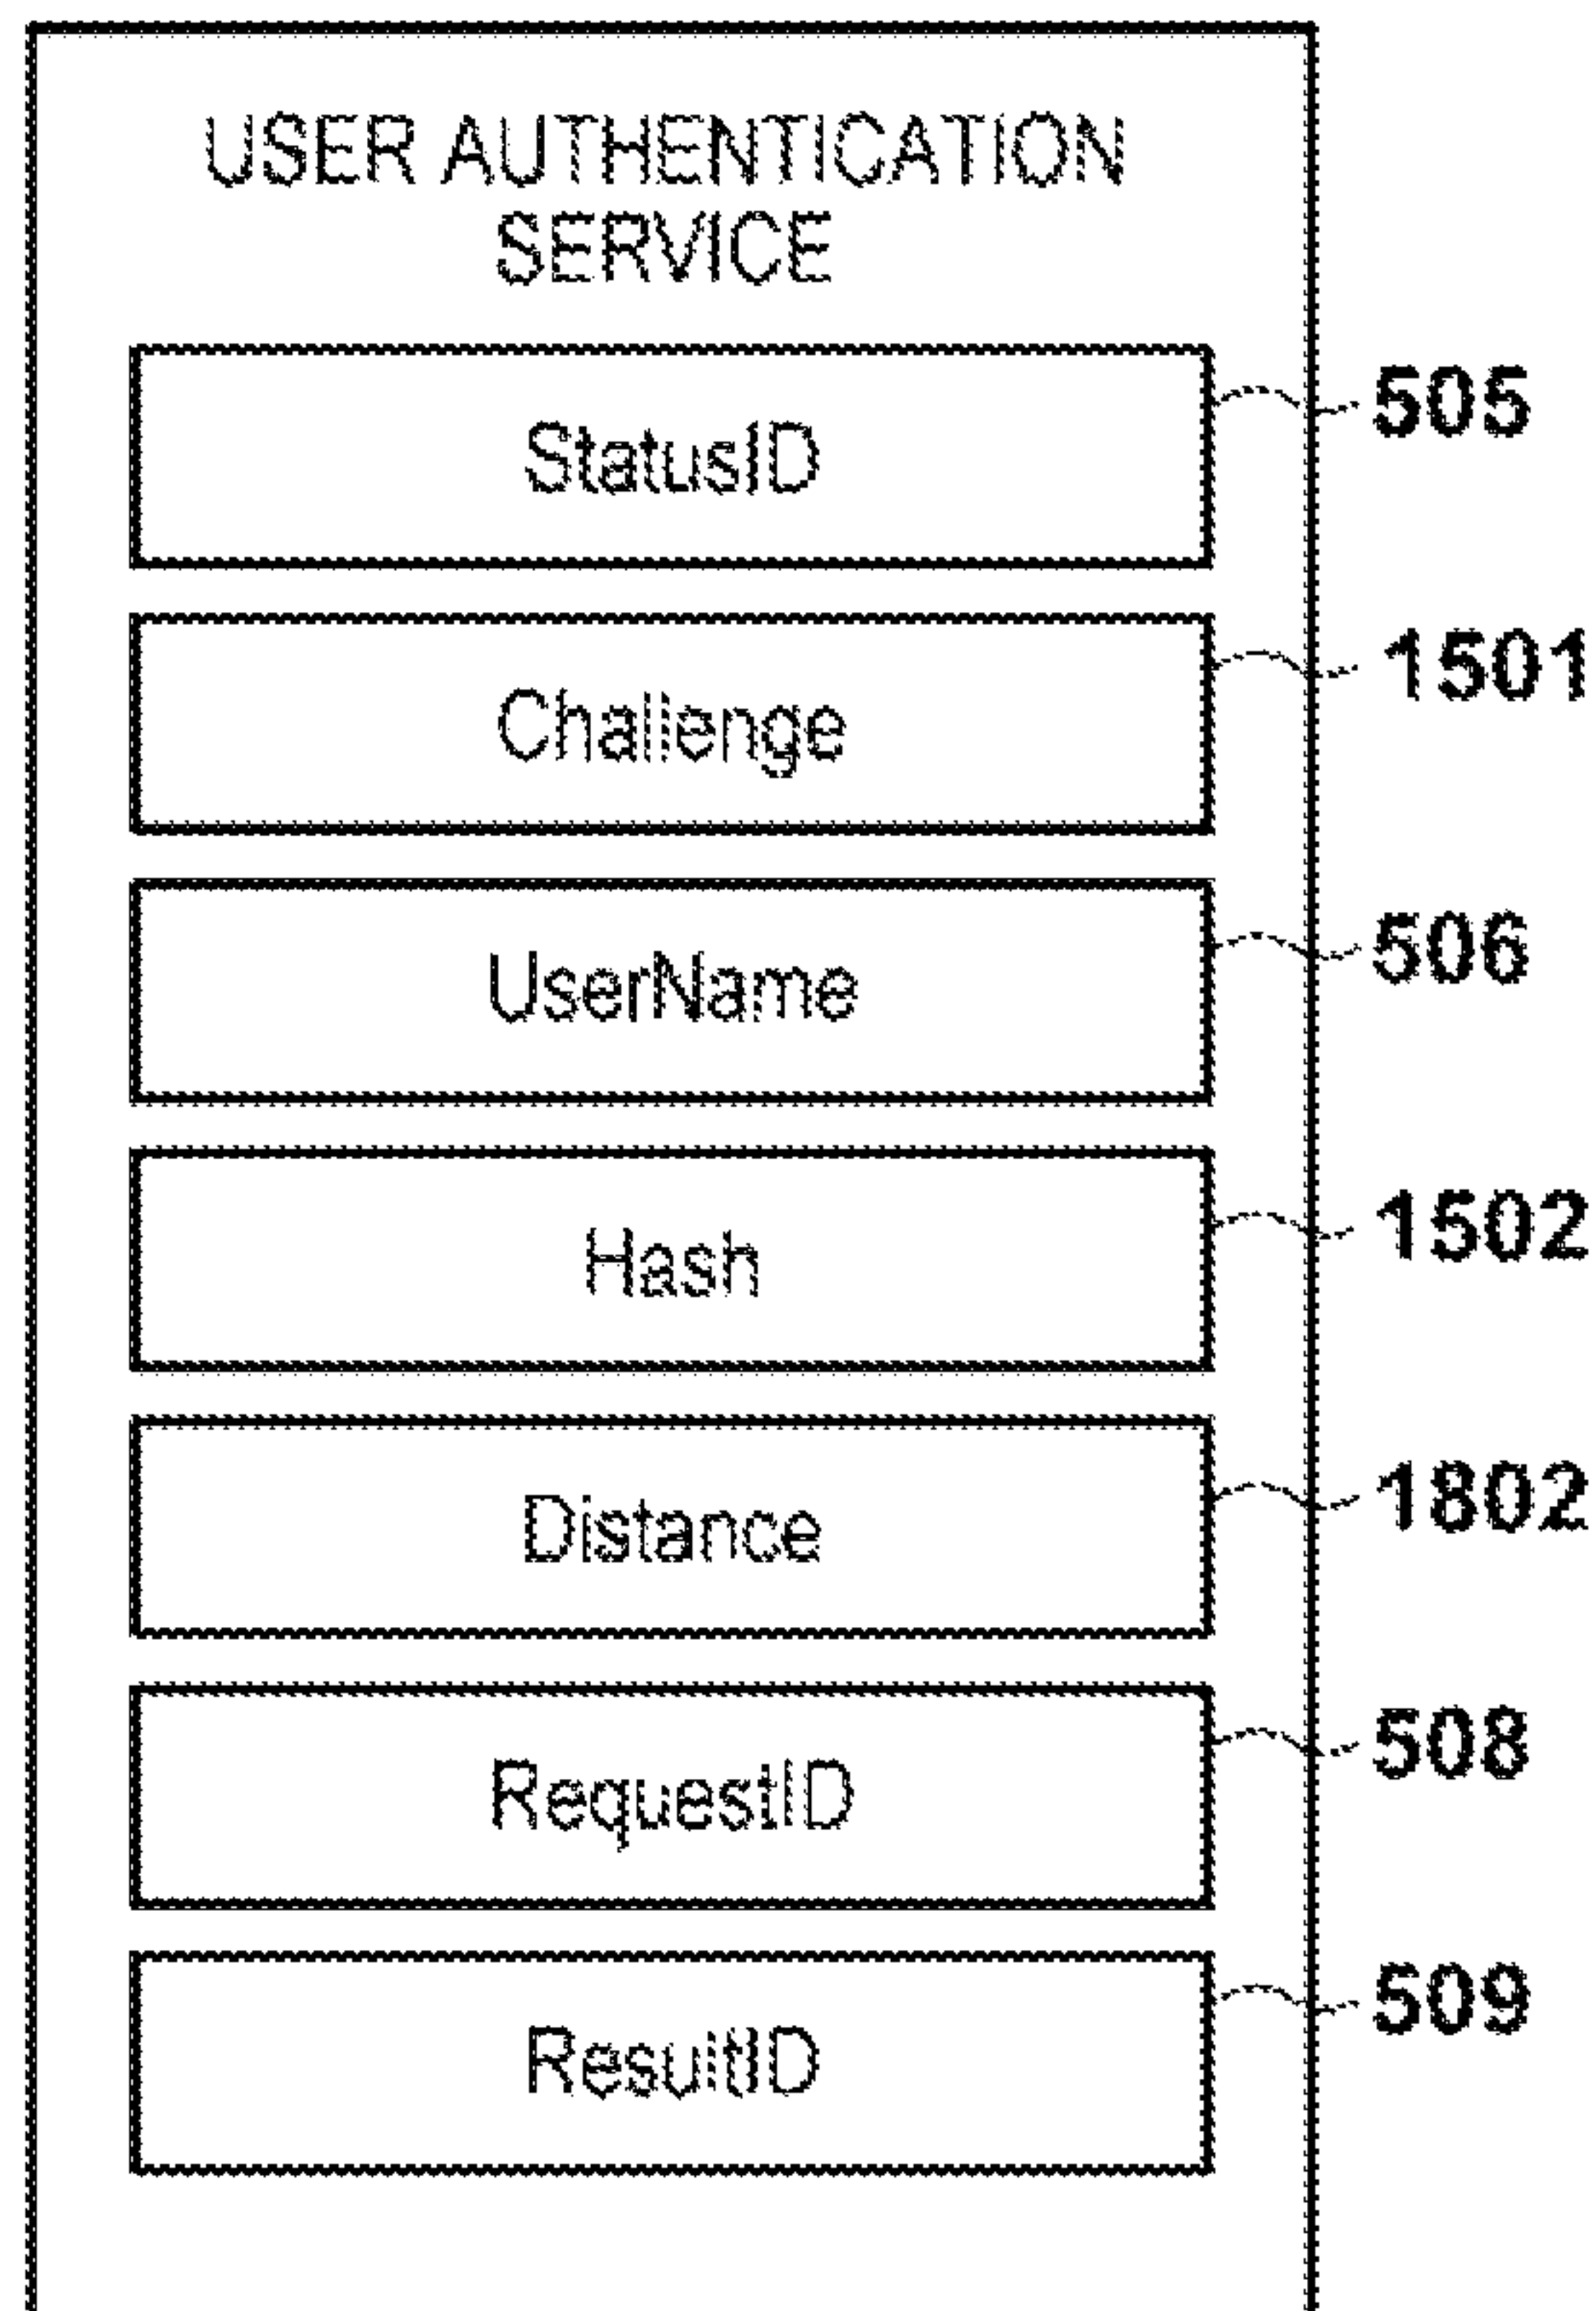 USER AUTHENTICATION
SERVICE
StatusID
505
Challenge
1501
UserName
506
Hash
1502
Distance
1802
RequestID
508
ResultID
509